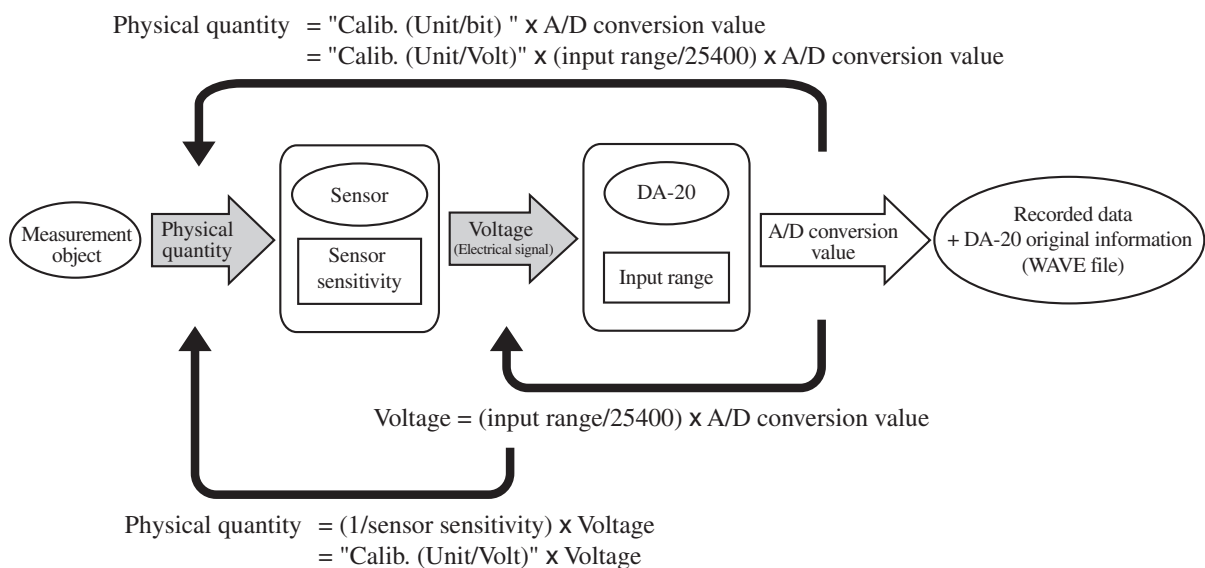 Physical quantity = "Calib. (Unit/bit) " x A/D conversion value
= "Calib. (Unit/Volt)" x (input range/25400) x A/D conversion value
Measurement
object
Physical
quantity
Sensor
Sensor
sensitivity
Voltage
(Electrical signal)
DA-20
Input range
A/D conversion
value
Recorded data
+ DA-20 original information
(WAVE file)
Voltage = (input range/25400) x A/D conversion value
Physical quantity = (1/sensor sensitivity) x Voltage
= "Calib. (Unit/Volt)" x Voltage